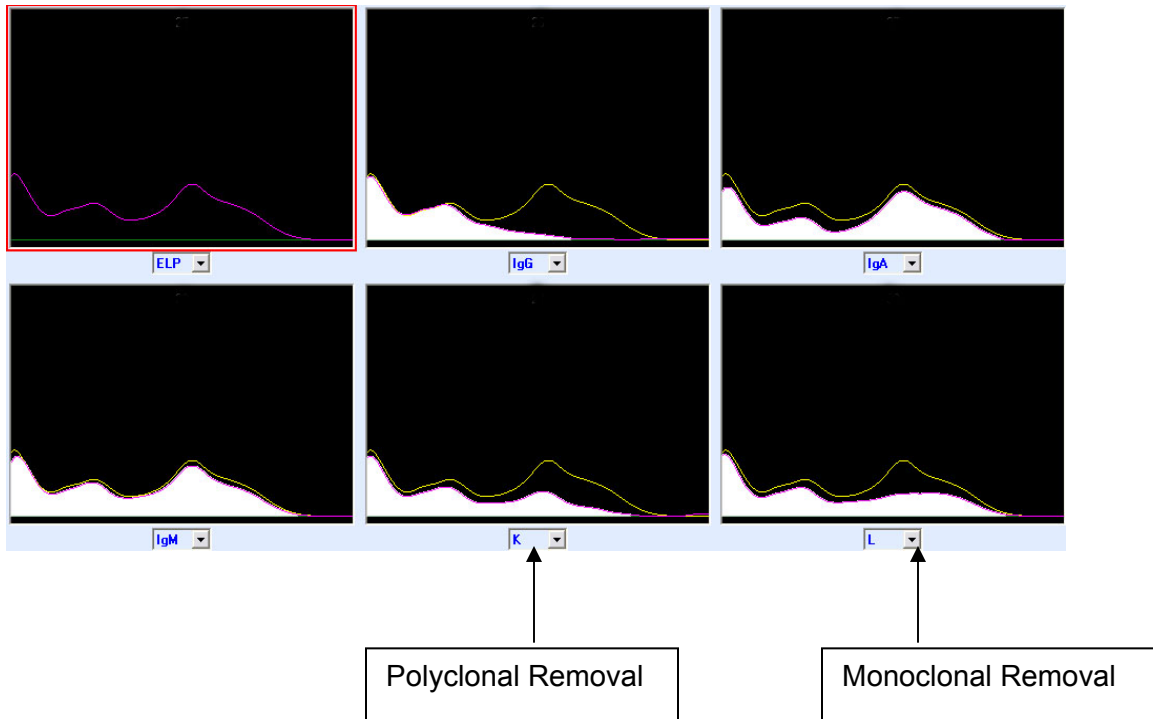 ELP
IgG
IgA
IgM
K
L
Polyclonal Removal
Monoclonal Removal